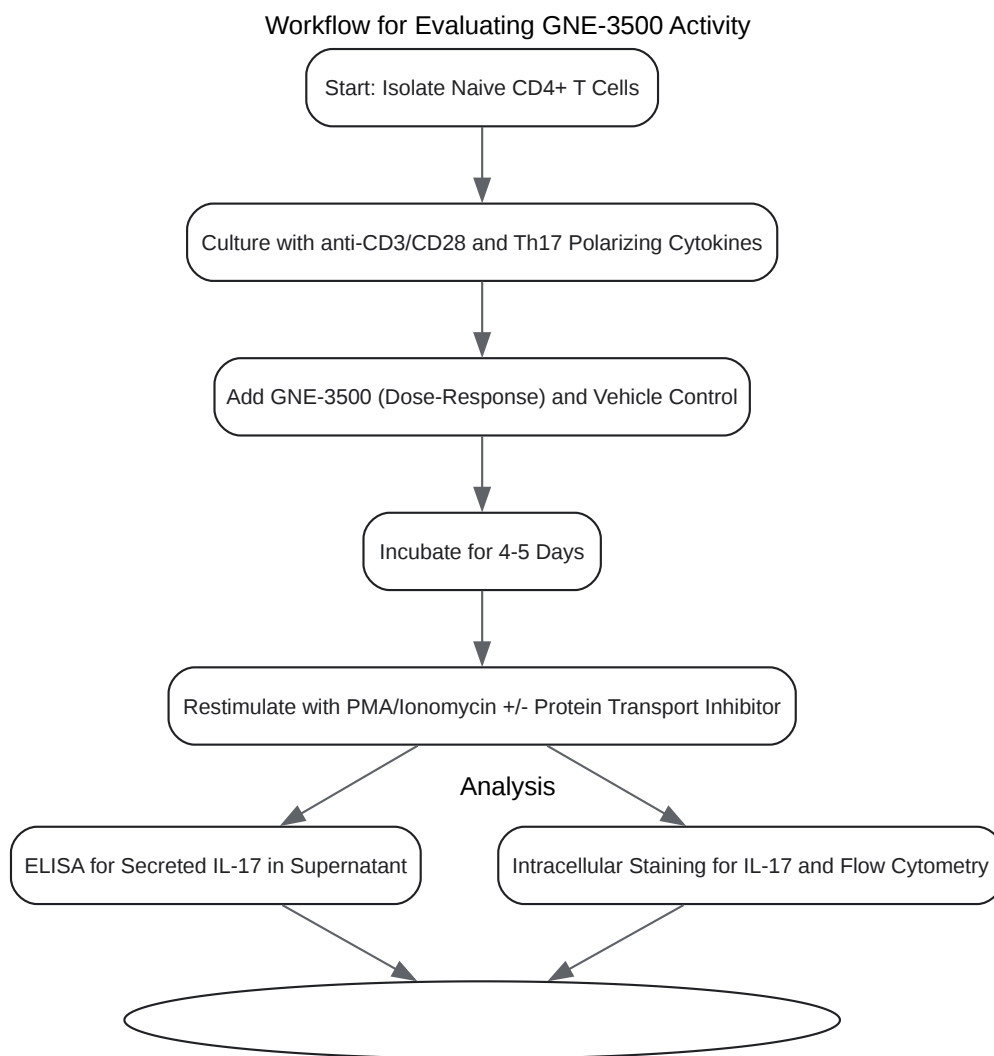 Workflow for Evaluating GNE-3500 Activity
Start: Isolate Naive CD4+ T Cells
Culture with anti-CD3/CD28 and Th17 Polarizing Cytokines
Add GNE-3500 (Dose-Response) and Vehicle Control
Incubate for 4-5 Days
Restimulate with PMA/Ionomycin +/- Protein Transport Inhibitor
Analysis
ELISA for Secreted IL-17 in Supernatant
Intracellular Staining for IL-17 and Flow Cytometry